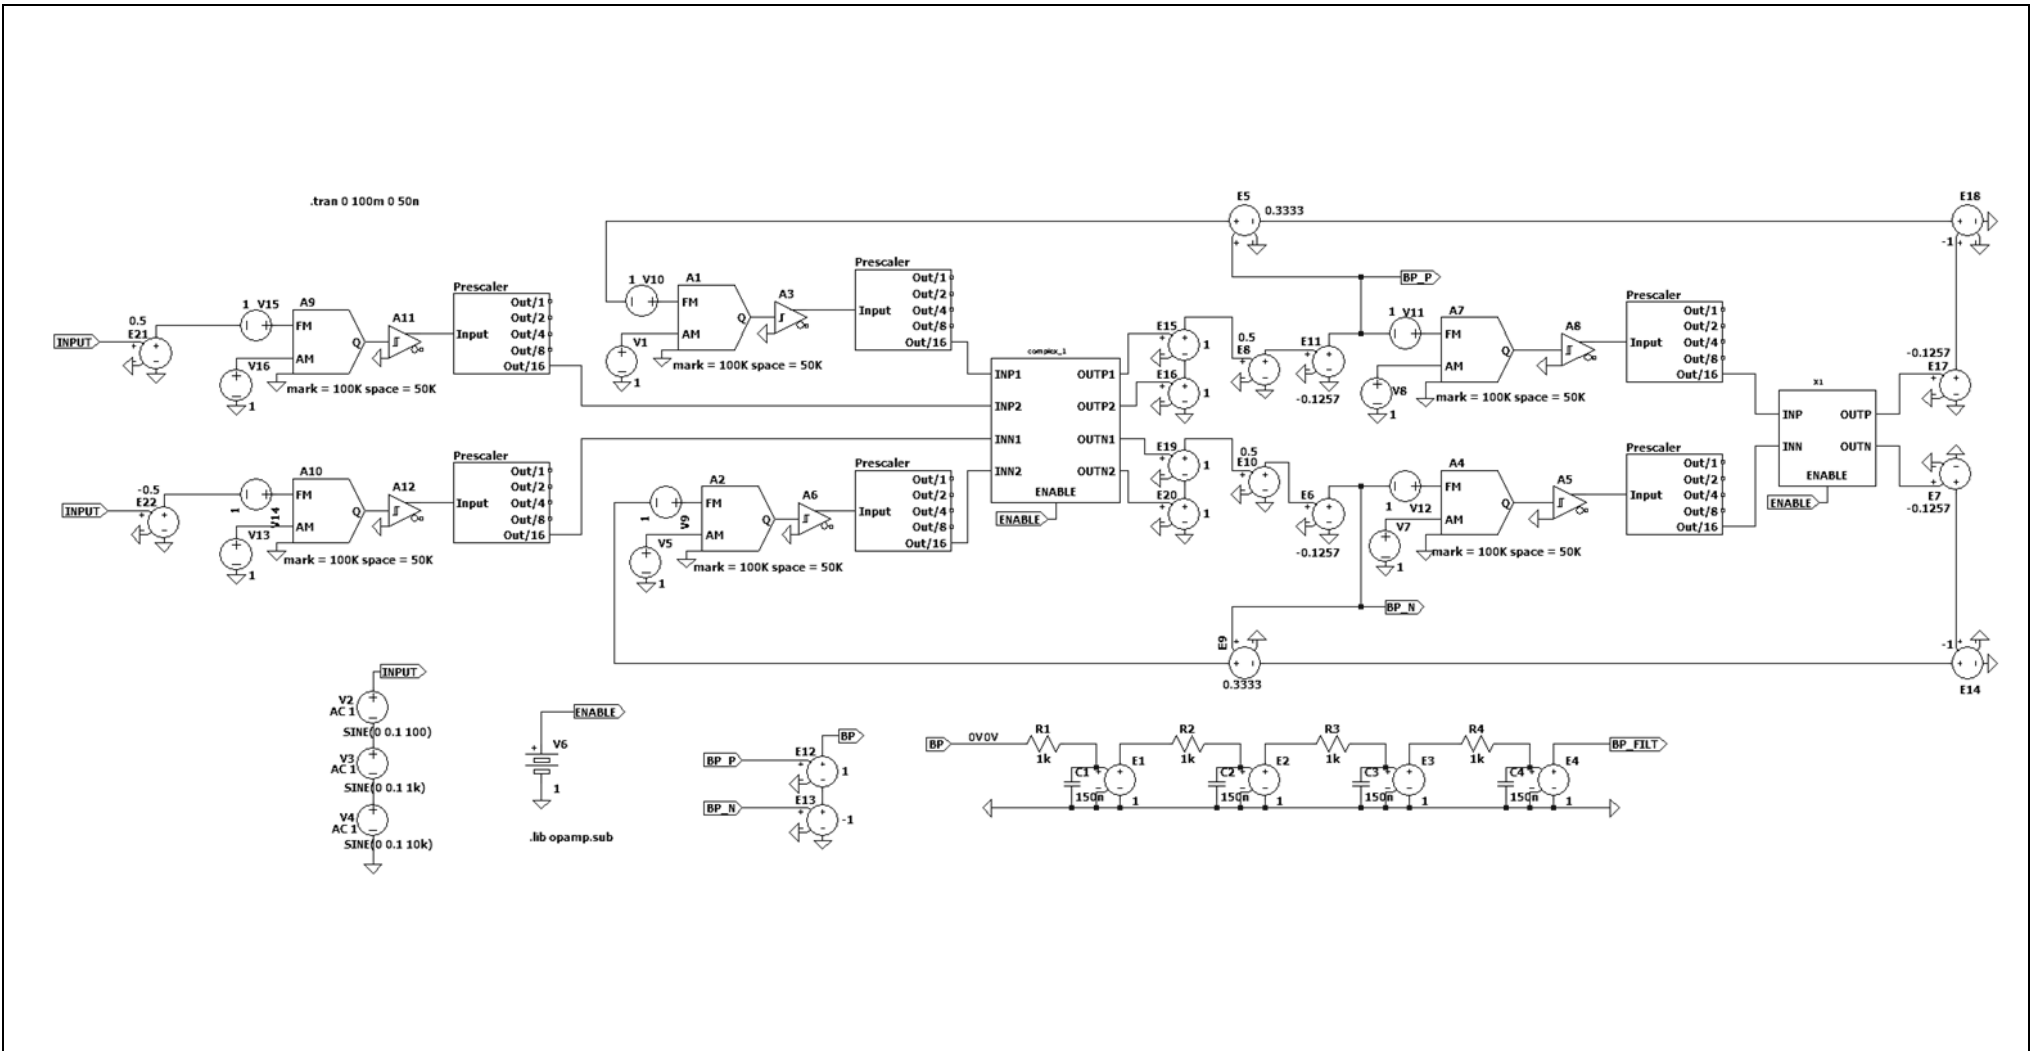 .tran 0 100m 0 50n
E5
0.3333
E18
-1
BP_P
INPUT
0.5
E21
1 V15
A9
FM
AM
Q
V16
1
mark = 100K space = 50K
A11
Prescaler
Input
Out/1
Out/2
Out/4
Out/8
Out/16
1 V10
A1
FM
AM
Q
V1
1
mark = 100K space = 50K
A3
Prescaler
Input
Out/1
Out/2
Out/4
Out/8
Out/16
complex_1
INP1
INP2
INN1
INN2
OUTP1
OUTP2
OUTN1
OUTN2
ENABLE
ENABLE
E15
1
E16
1
0.5
E8
E11
-0.1257
E19
1
E20
1
0.5
E10
E6
-0.1257
1 V11
A7
FM
AM
Q
V8
1
mark = 100K space = 50K
A8
Prescaler
Input
Out/1
Out/2
Out/4
Out/8
Out/16
X1
INP
INN
OUTP
OUTN
ENABLE
ENABLE
-0.1257
E17
E7
-0.1257
INPUT
-0.5
E22
1
V14
A10
FM
AM
Q
V13
1
mark = 100K space = 50K
A12
Prescaler
Input
Out/1
Out/2
Out/4
Out/8
Out/16
1
V9
A2
FM
AM
Q
V5
1
mark = 100K space = 50K
A6
Prescaler
Input
Out/1
Out/2
Out/4
Out/8
Out/16
1
V12
A4
FM
AM
Q
V7
1
mark = 100K space = 50K
A5
Prescaler
Input
Out/1
Out/2
Out/4
Out/8
Out/16
BP_N
E9
0.3333
-1
E14
INPUT
V2
AC 1
SINE(0 0.1 100)
V3
AC 1
SINE(0 0.1 1k)
V4
AC 1
SINE(0 0.1 10k)
ENABLE
V6
1
.lib opamp.sub
BP
BP_P
E12
1
BP_N
E13
-1
BP
0V0V
R1
1k
C1
150n
E1
1
R2
1k
C2
150n
E2
1
R3
1k
C3
150n
E3
1
R4
1k
C4
150n
E4
1
BP_FILT